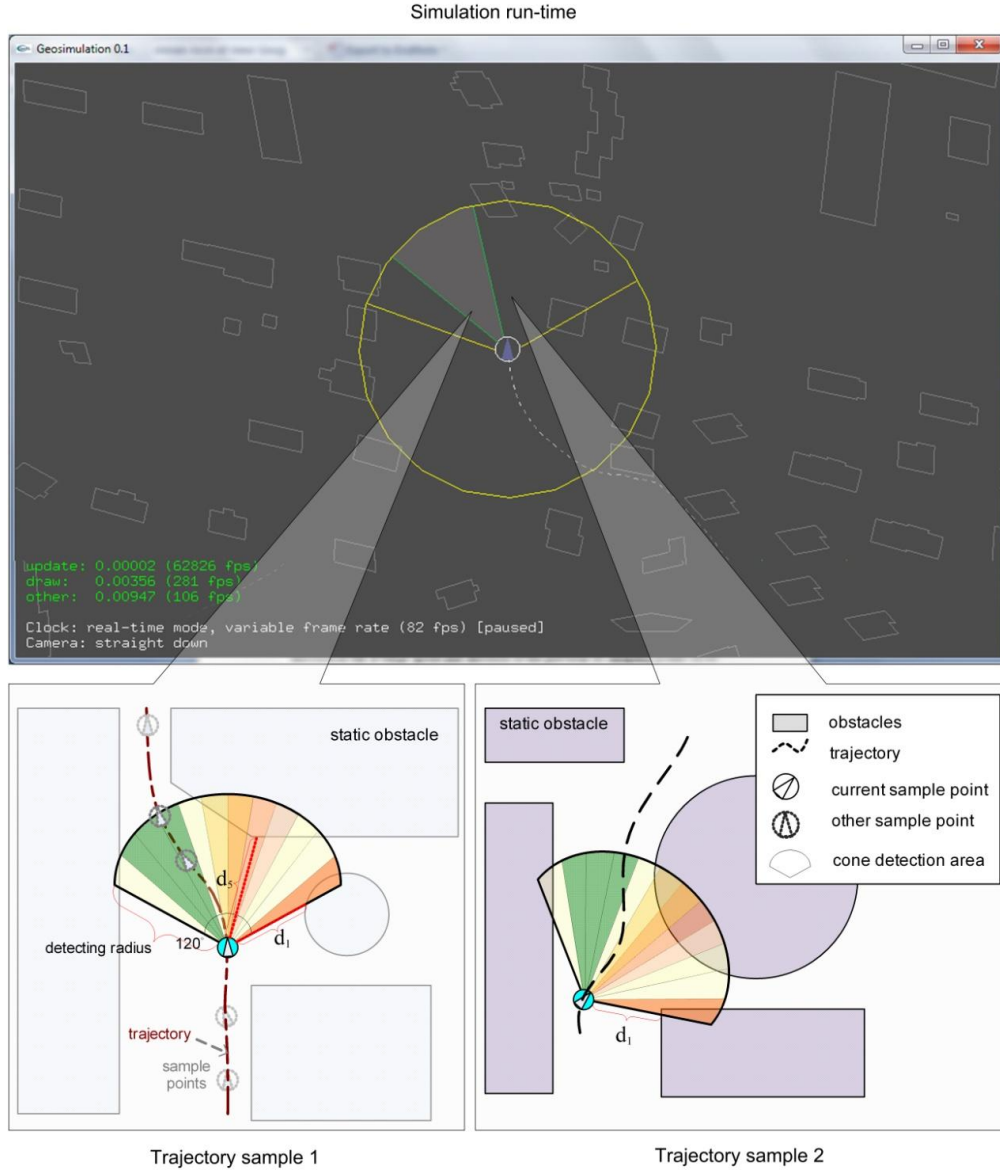 Simulation run-time
Geosimulation 0.1
update: 0.00002 (62826 fps)
draw: 0.00356 (281 fps)
other: 0.00947 (106 fps)
Clock: real-time mode, variable frame rate (82 fps) [paused]
Camera: straight down
static obstacle
d5
detecting radius
120°
d1
trajectory
sample
points
static obstacle
d1
obstacles
trajectory
current sample point
other sample point
cone detection area
Trajectory sample 1
Trajectory sample 2